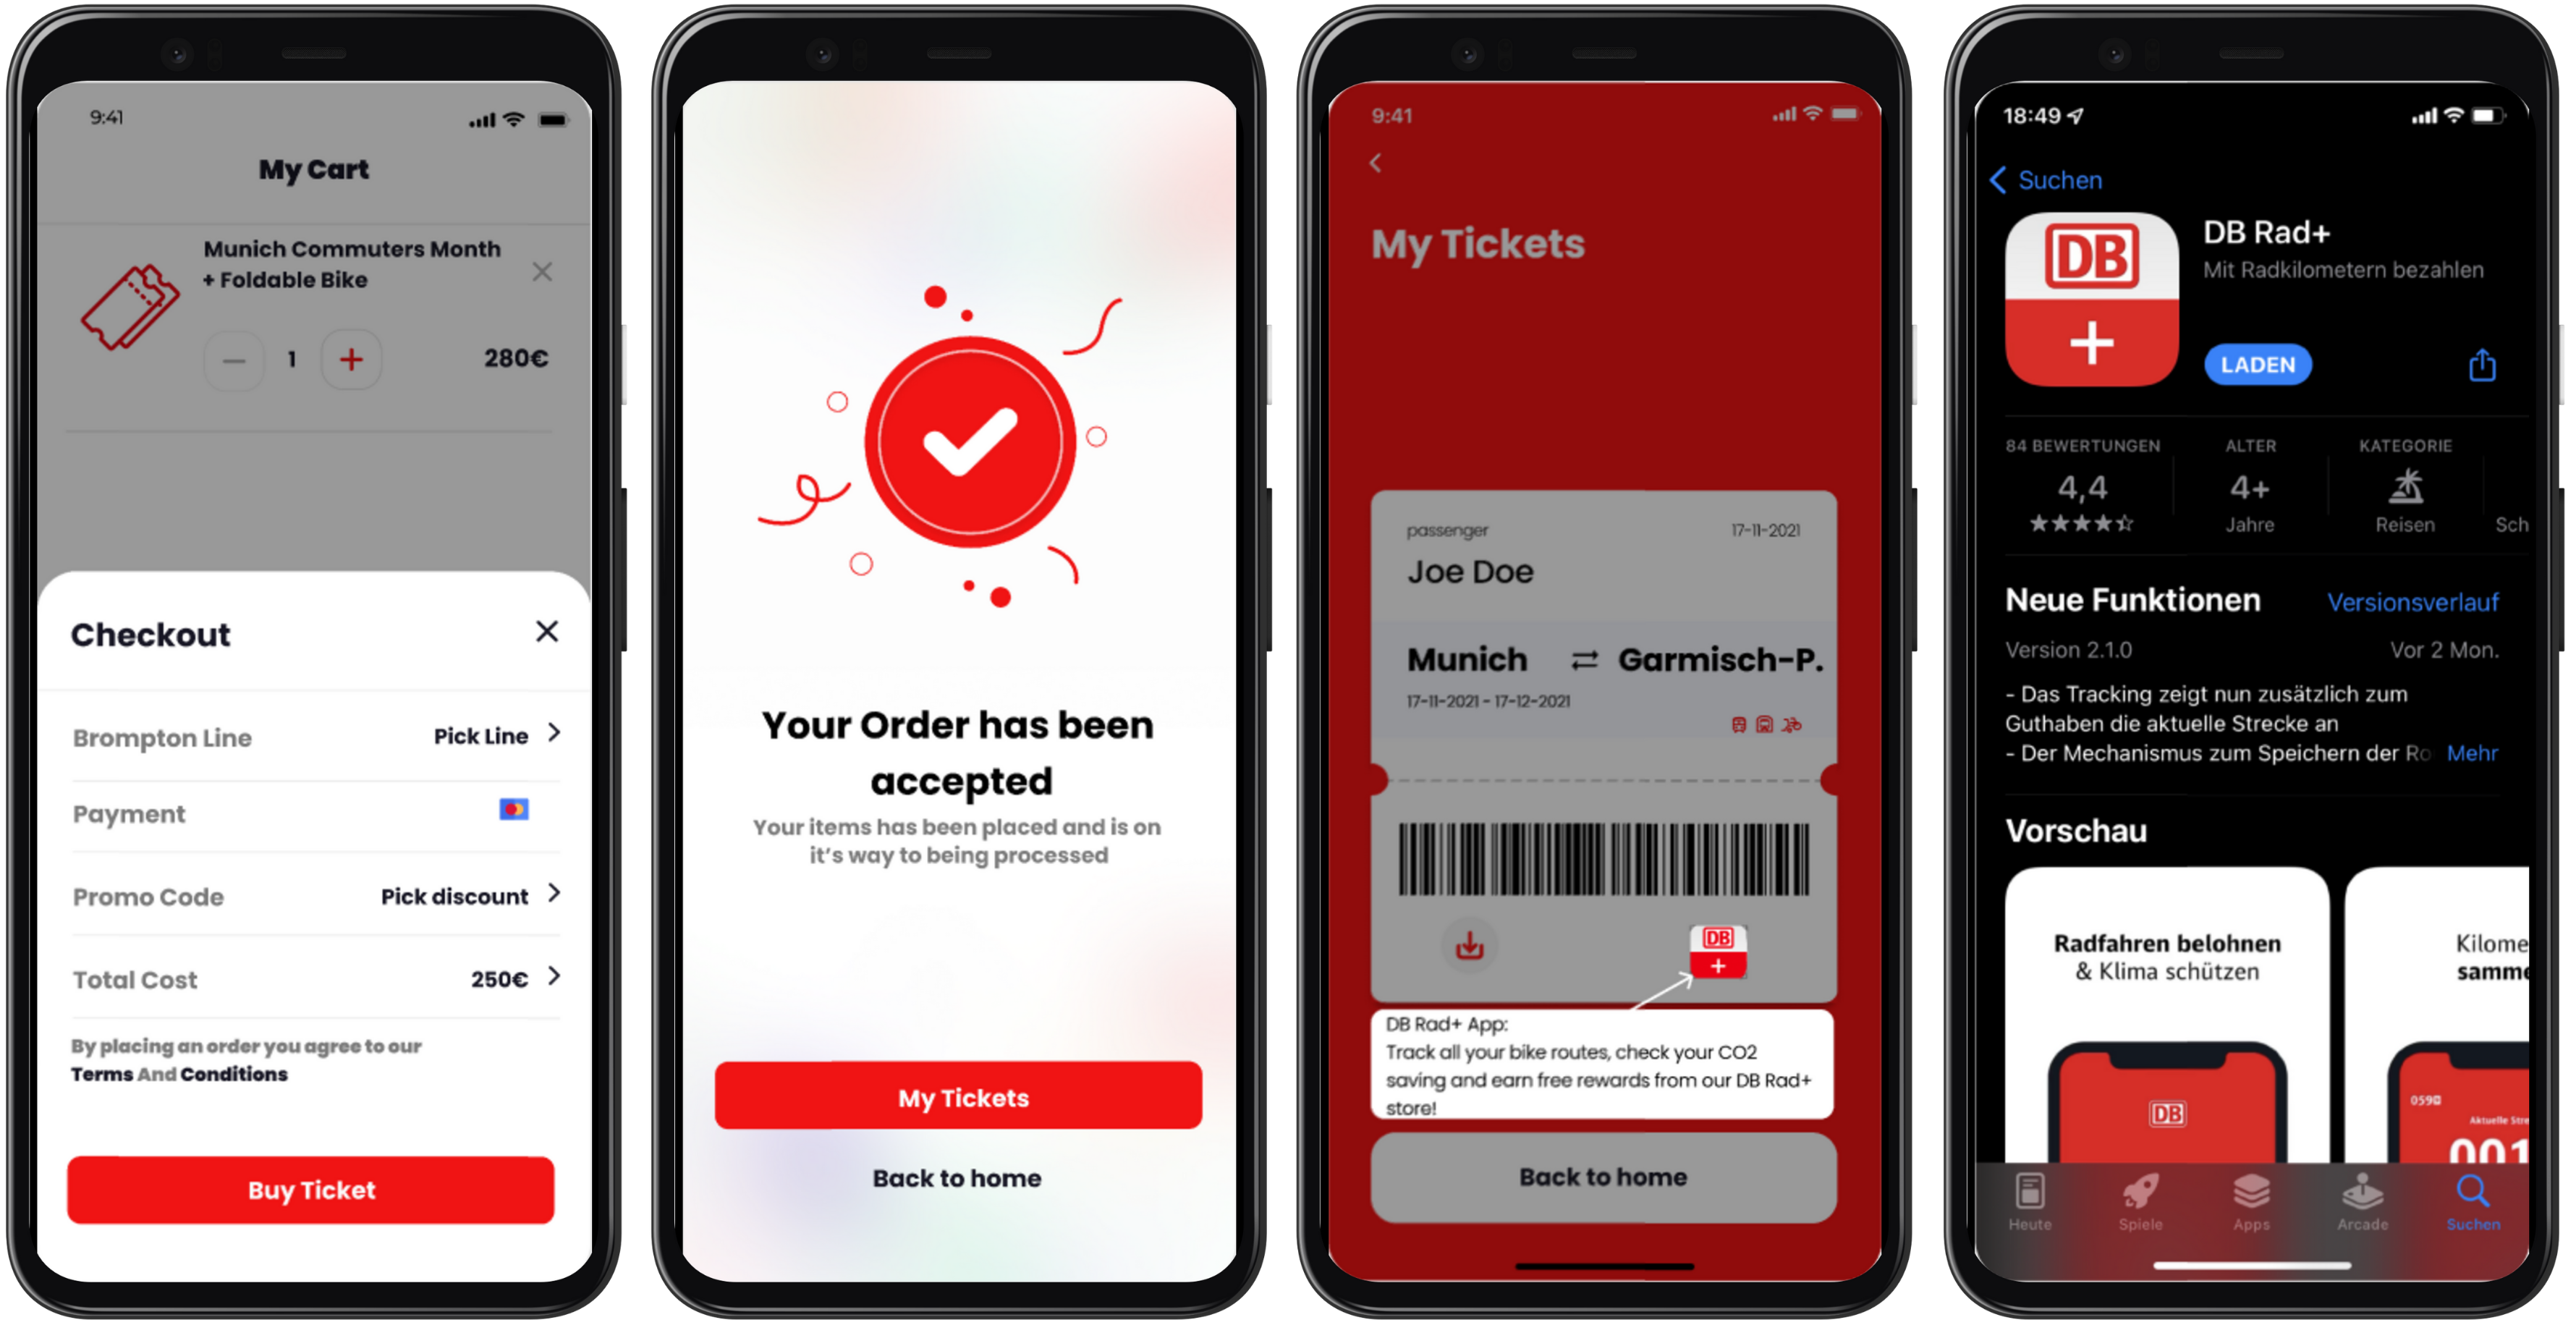 9:41
My Cart
Munich Commuters Month
+ Foldable Bike
1
280€
Checkout
Brompton Line
Pick Line
Payment
Promo Code
Pick discount
Total Cost
250€
By placing an order you agree to our
Terms And Conditions
Buy Ticket
Your Order has been
accepted
Your items has been placed and is on
it's way to being processed
My Tickets
Back to home
9:41
My Tickets
passenger
17-11-2021
Joe Doe
Munich
Garmisch-P.
17-11-2021 - 17-12-2021
DB
+
DB Rad+ App:
Track all your bike routes, check your CO2
saving and earn free rewards from our DB Rad+
store!
Back to home
18:49
Suchen
DB
+
DB Rad+
Mit Radkilometern bezahlen
LADEN
84 BEWERTUNGEN
ALTER
KATEGORIE
4,4
4+
Jahre
Reisen
Sch
Neue Funktionen
Versionsverlauf
Version 2.1.0
Vor 2 Mon.
- Das Tracking zeigt nun zusätzlich zum
Guthaben die aktuelle Strecke an
- Der Mechanismus zum Speichern der Ro Mehr
Vorschau
Radfahren belohnen
& Klima schützen
Kilome
samme
DB
059
Aktuelle Stre
001
Heute
Spiele
Apps
Arcade
Suchen